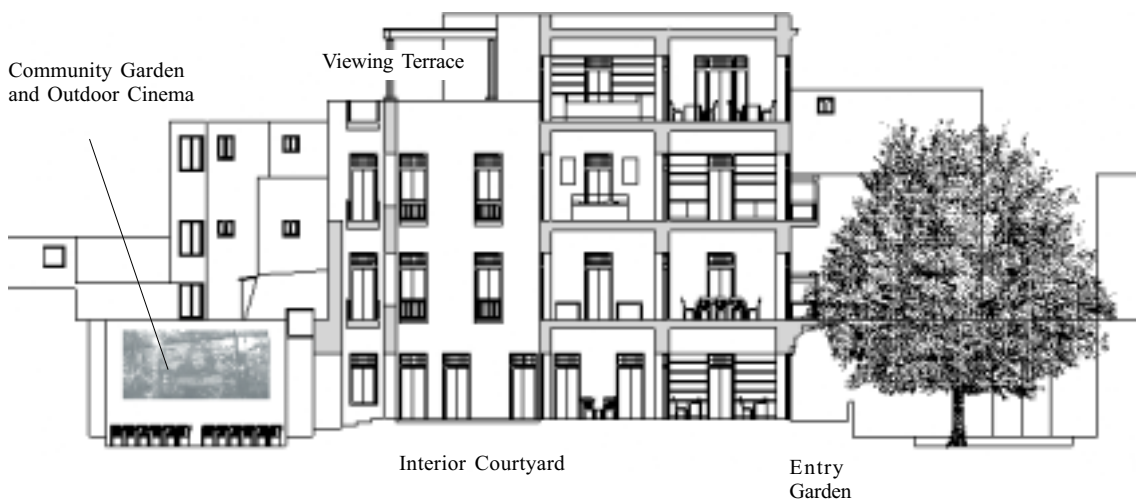 Viewing Terrace
Community Garden
and Outdoor Cinema
Interior Courtyard
Entry
Garden